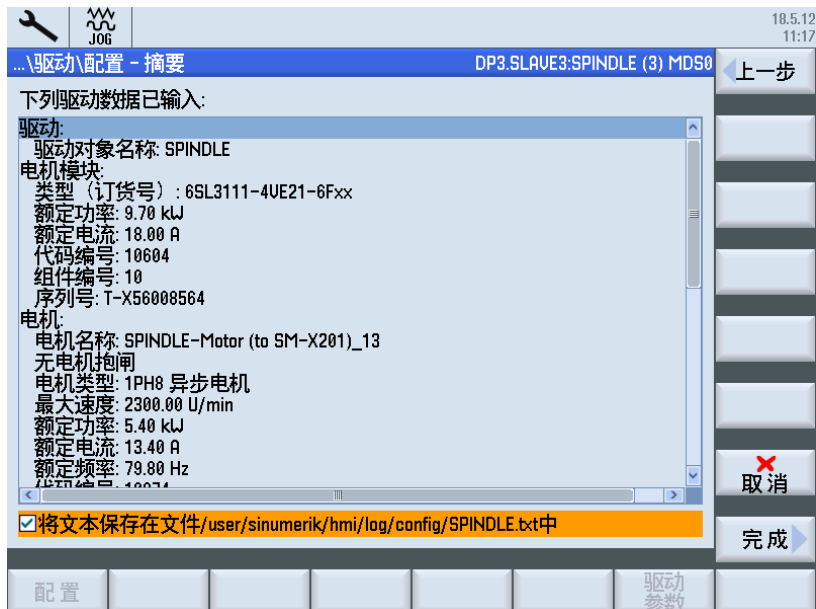 JOG
18.5.12
11:17
...\驱动\配置 - 摘要
DP3.SLAVE3:SPINDLE (3) MDS0
上一步
下列驱动数据已输入:
驱动:
驱动对象名称: SPINDLE
电机模块:
类型（订货号）: 6SL3111-4VE21-6Fxx
额定功率: 9.70 kW
额定电流: 18.00 A
代码编号: 10604
组件编号: 10
序列号: T-X56008564
电机:
电机名称: SPINDLE-Motor (to SM-X201)_13
无电机抱闸
电机类型: 1PH8 异步电机
最大速度: 2300.00 U/min
额定功率: 5.40 kW
额定电流: 13.40 A
额定频率: 79.80 Hz
取消
将文本保存在文件/user/sinumerik/hmi/log/config/SPINDLE.txt中
完成
配置
驱动
参数